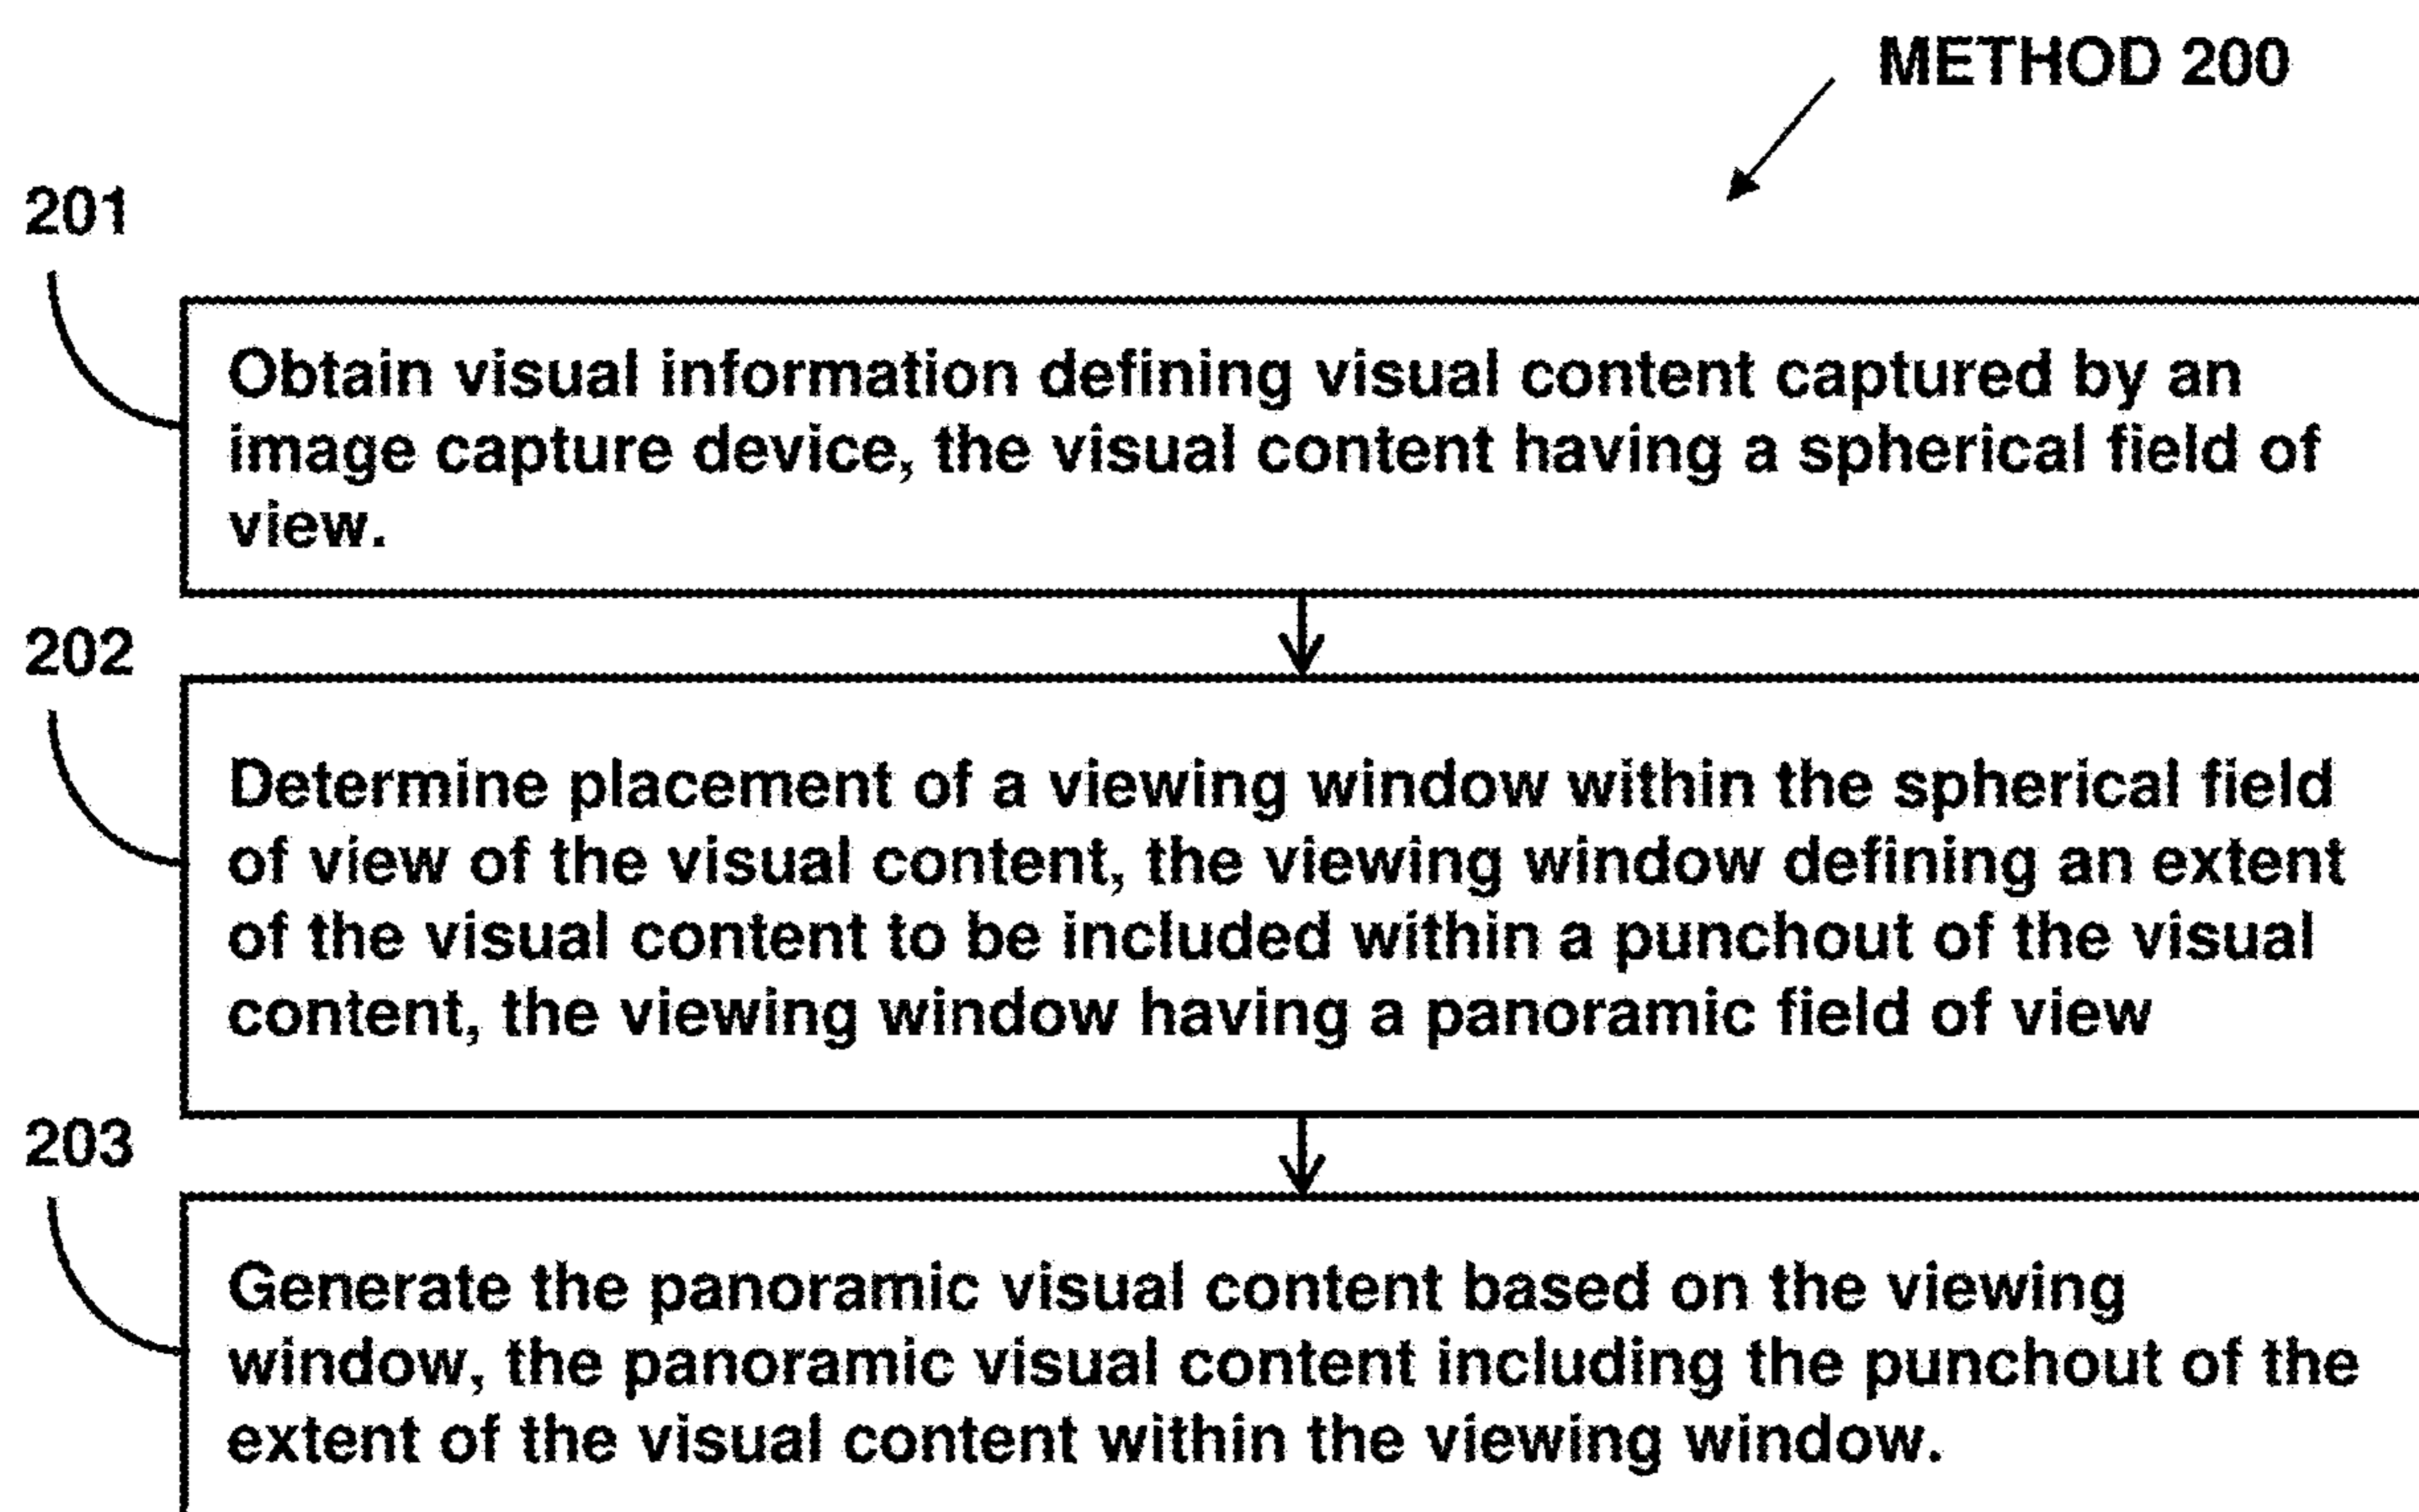 METHOD 200
201
Obtain visual information defining visual content captured by an
image capture device, the visual content having a spherical field of
view.
202
Determine placement of a viewing window within the spherical field
of view of the visual content, the viewing window defining an extent
of the visual content to be included within a punchout of the visual
content, the viewing window having a panoramic field of view
203
Generate the panoramic visual content based on the viewing
window, the panoramic visual content including the punchout of the
extent of the visual content within the viewing window.